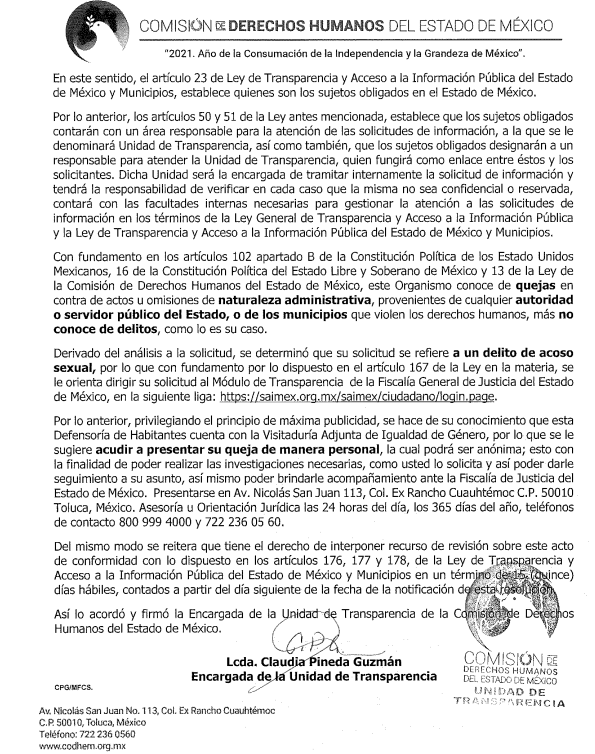 COMISIÓN DE DERECHOS HUMANOS DEL ESTADO DE MÉXICO
"2021. Año de la Consumación de la Independencia y la Grandeza de México".
En este sentido, el artículo 23 de Ley de Transparencia y Acceso a la Información Pública del Estado
de México y Municipios, establece quienes son los sujetos obligados en el Estado de México.
Por lo anterior, los artículos 50 y 51 de la Ley antes mencionada, establece que los sujetos obligados
contarán con un área responsable para la atención de las solicitudes de información, a la que se le
denominará Unidad de Transparencia, así como también, que los sujetos obligados designarán a un
responsable para atender la Unidad de Transparencia, quien fungirá como enlace entre éstos y los
solicitantes. Dicha Unidad será la encargada de tramitar internamente la solicitud de información y
tendrá la responsabilidad de verificar en cada caso que la misma no sea confidencial o reservada,
contará con las facultades internas necesarias para gestionar la atención a las solicitudes de
información en los términos de la Ley General de Transparencia y Acceso a la Información Pública
y la Ley de Transparencia y Acceso a la Información Pública del Estado de México y Municipios.
Con fundamento en los artículos 102 apartado B de la Constitución Política de los Estados Unidos
Mexicanos, 16 de la Constitución Política del Estado Libre y Soberano de México y 13 de la Ley de
la Comisión de Derechos Humanos del Estado de México, este Organismo conoce de quejas en
contra de actos u omisiones de naturaleza administrativa, provenientes de cualquier autoridad
o servidor público del Estado, o de los municipios que violen los derechos humanos, más no
conoce de delitos, como lo es su caso.
Derivado del análisis a la solicitud, se determinó que su solicitud se refiere a un delito de acoso
sexual, por lo que con fundamento por lo dispuesto en el artículo 167 de la Ley en la materia, se
le orienta dirigir su solicitud al Módulo de Transparencia de la Fiscalía General de Justicia del Estado
de México, en la siguiente liga: https://saimex.org.mx/saimex/ciudadano/login.page.
Por lo anterior, privilegiando el principio de máxima publicidad, se hace de su conocimiento que esta
Defensoría de Habitantes cuenta con la Visitaduría Adjunta de Igualdad de Género, por lo que se le
sugiere acudir a presentar su queja de manera personal, la cual podrá ser anónima; esto con
la finalidad de poder realizar las investigaciones necesarias, como usted lo solicita y así poder darle
seguimiento a su asunto, así mismo poder brindarle acompañamiento ante la Fiscalía de Justicia del
Estado de México. Presentarse en Av. Nicolás San Juan 113, Col. Ex Rancho Cuauhtémoc C.P. 50010
Toluca, México. Asesoría u Orientación Jurídica las 24 horas del día, los 365 días del año, teléfonos
de contacto 800 999 4000 y 722 236 05 60.
Del mismo modo se reitera que tiene el derecho de interponer recurso de revisión sobre este acto
de conformidad con lo dispuesto en los artículos 176, 177 y 178, de la Ley de Transparencia y
Acceso a la Información Pública del Estado de México y Municipios en un término de 15 (quince)
días hábiles, contados a partir del día siguiente de la fecha de la notificación de esta resolución.
Así lo acordó y firmó la Encargada de la Unidad de Transparencia de la Comisión de Derechos
Humanos del Estado de México.
Lcda. Claudia Pineda Guzmán
Encargada de la Unidad de Transparencia
COMISIÓN DE
DERECHOS HUMANOS
DEL ESTADO DE MÉXICO
UNIDAD DE
TRANSPARENCIA
CPG/MFCS.
Av. Nicolás San Juan No. 113, Col. Ex Rancho Cuauhtémoc
C.P. 50010, Toluca, México
Teléfono: 722 236 0560
www.codhem.org.mx